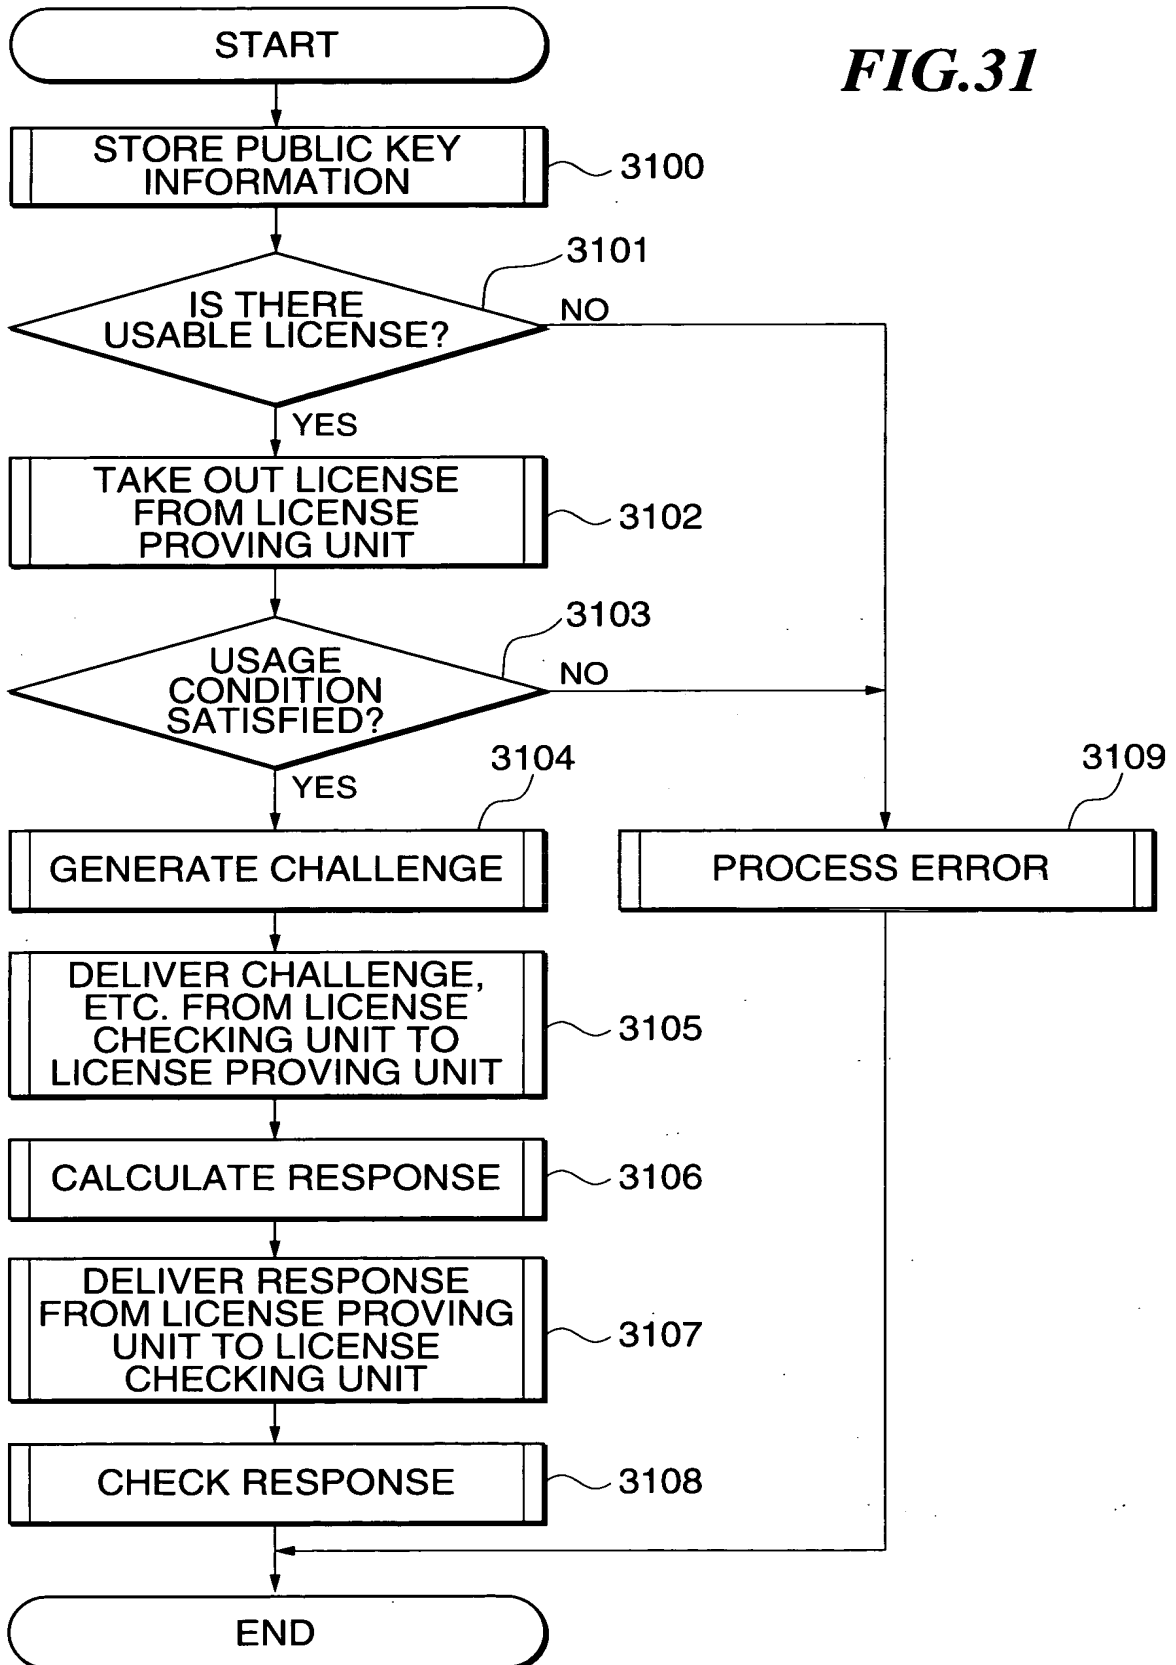 START
FIG.31
STORE PUBLIC KEY
INFORMATION
3100
3101
IS THERE
USABLE LICENSE?
NO
YES
TAKE OUT LICENSE
FROM LICENSE
PROVING UNIT
3102
3103
USAGE
CONDITION
SATISFIED?
NO
YES
3104
GENERATE CHALLENGE
3109
PROCESS ERROR
DELIVER CHALLENGE,
ETC. FROM LICENSE
CHECKING UNIT TO
LICENSE PROVING UNIT
3105
CALCULATE RESPONSE
3106
DELIVER RESPONSE
FROM LICENSE PROVING
UNIT TO LICENSE
CHECKING UNIT
3107
CHECK RESPONSE
3108
END